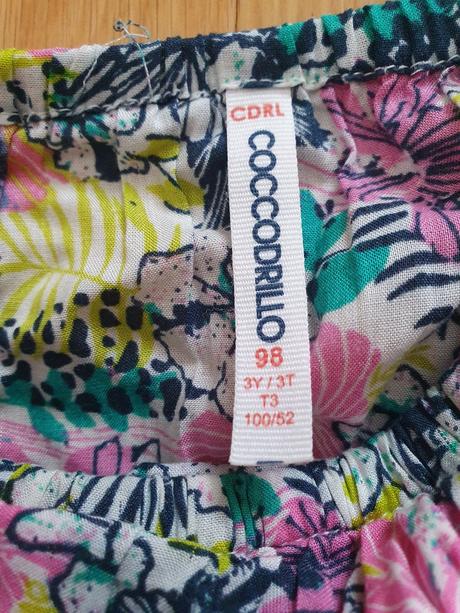 CDRL
COCCODRILLO
98
3Y / 3T
T3
100/52